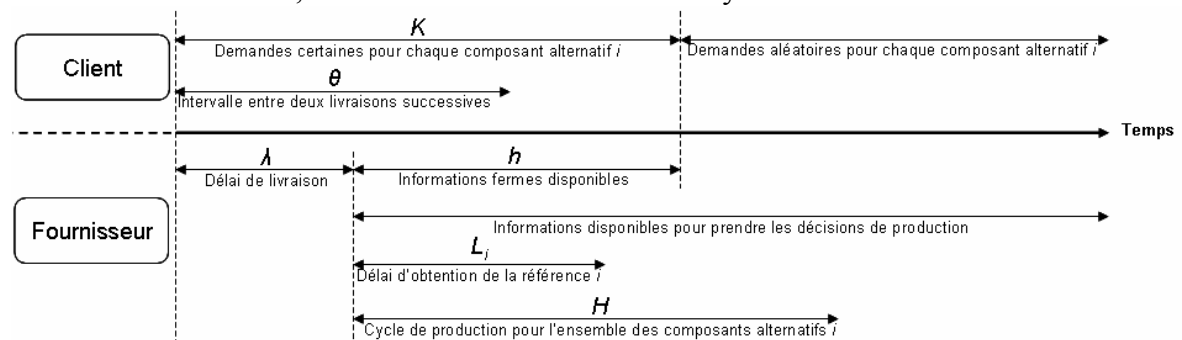 K
Demandes certaines pour chaque composant alternatif i
Demandes aléatoires pour chaque composant alternatif i
Client
θ
Intervalle entre deux livraisons successives
Temps
λ
h
Délai de livraison
Informations fermes disponibles
Fournisseur
Informations disponibles pour prendre les décisions de production
Li
Délai d'obtention de la référence i
H
Cycle de production pour l'ensemble des composants alternatifs i